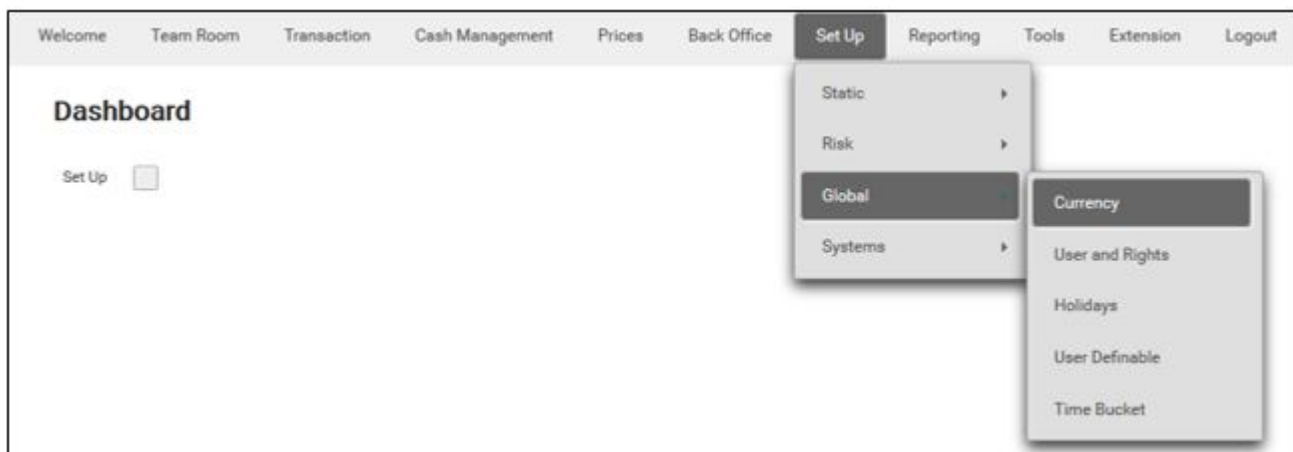 Welcome Team Room Transaction Cash Management Prices Back Office Set Up Reporting Tools Extension Logout
Dashboard
Set Up
Static
Risk
Global
Systems
Currency
User and Rights
Holidays
User Definable
Time Bucket